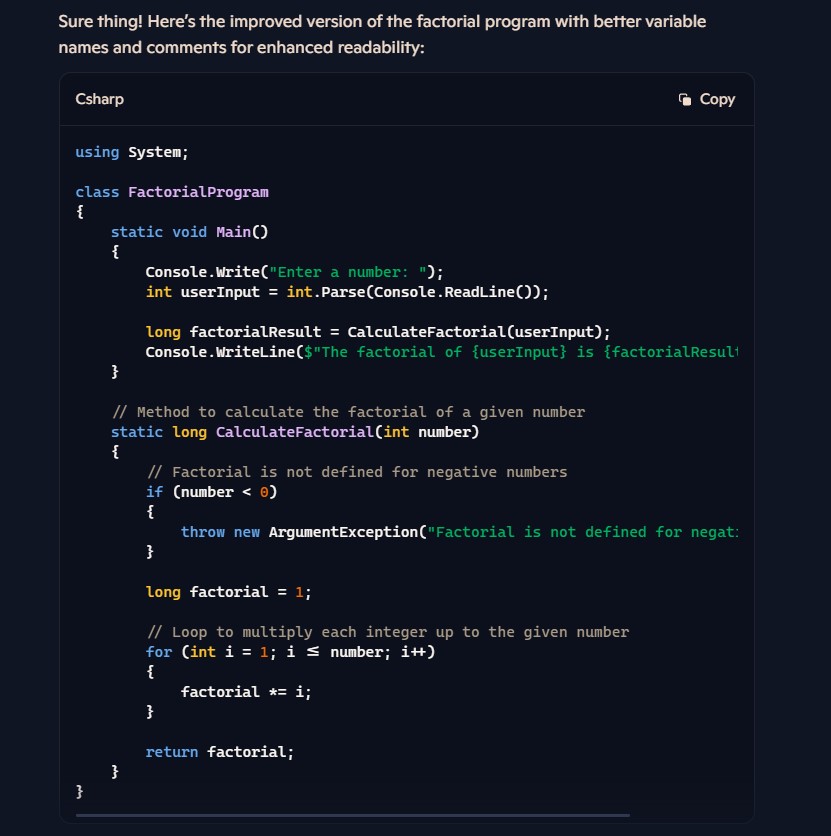 Sure thing! Here’s the improved version of the factorial program with better variable
names and comments for enhanced readability:
Csharp
Copy
using System;
class FactorialProgram
{
static void Main()
{
Console.Write("Enter a number: ");
int userInput = int.Parse(Console.ReadLine());
long factorialResult = CalculateFactorial(userInput);
Console.WriteLine($"The factorial of {userInput} is {factorialResult
}
// Method to calculate the factorial of a given number
static long CalculateFactorial(int number)
{
// Factorial is not defined for negative numbers
if (number < 0)
{
throw new ArgumentException("Factorial is not defined for negati
}
long factorial = 1;
// Loop to multiply each integer up to the given number
for (int i = 1; i <= number; i++)
{
factorial *= i;
}
return factorial;
}
}